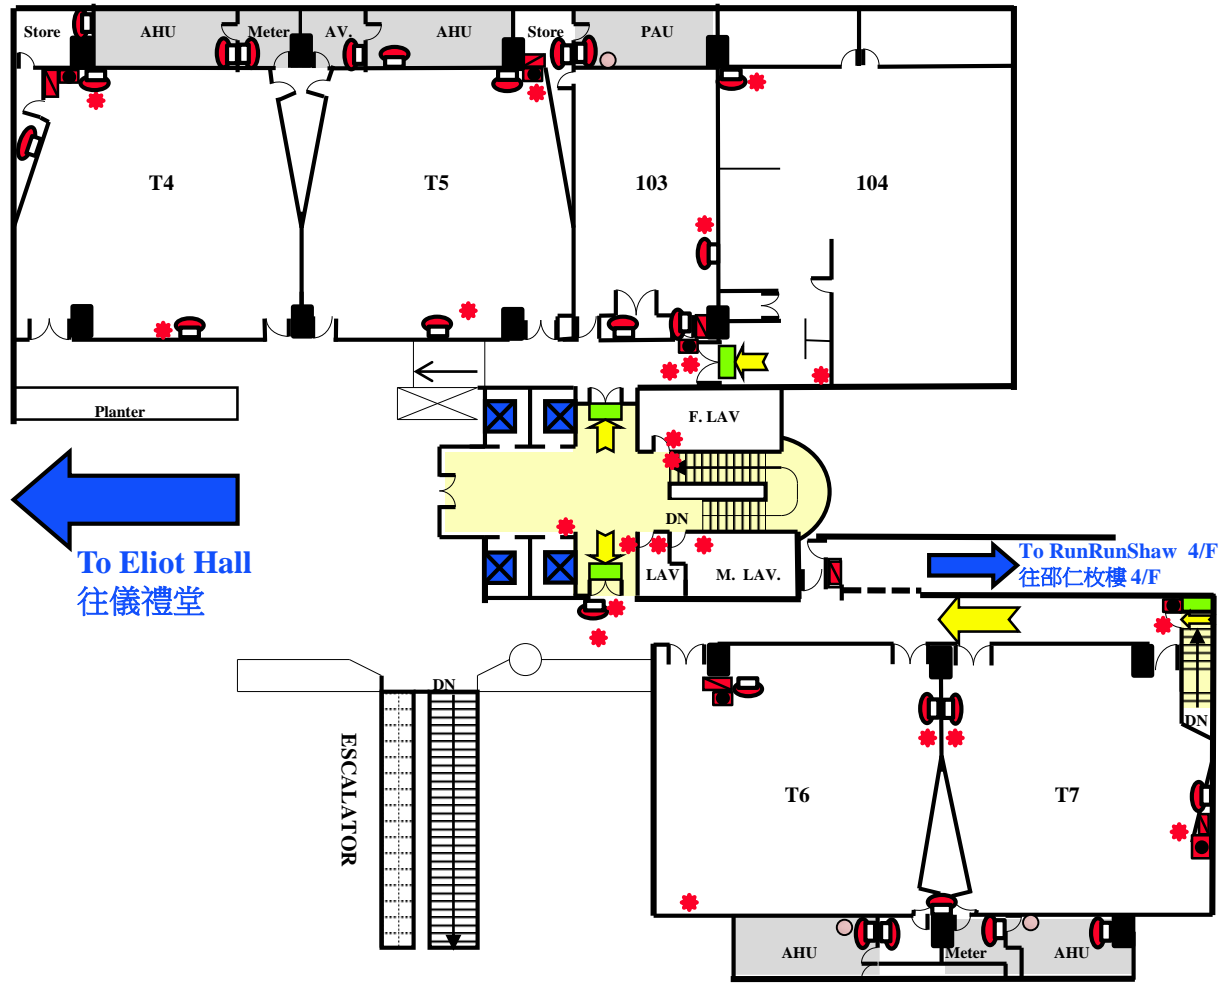 Store
AHU
Meter
AV.
AHU
Store
PAU
T4
T5
103
104
Planter
F. LAV
DN
LAV
M. LAV.
To Eliot Hall
往儀禮堂
To RunRunShaw 4/F
往邵仁枚樓 4/F
DN
DN
ESCALATOR
T6
T7
AHU
Meter
AHU